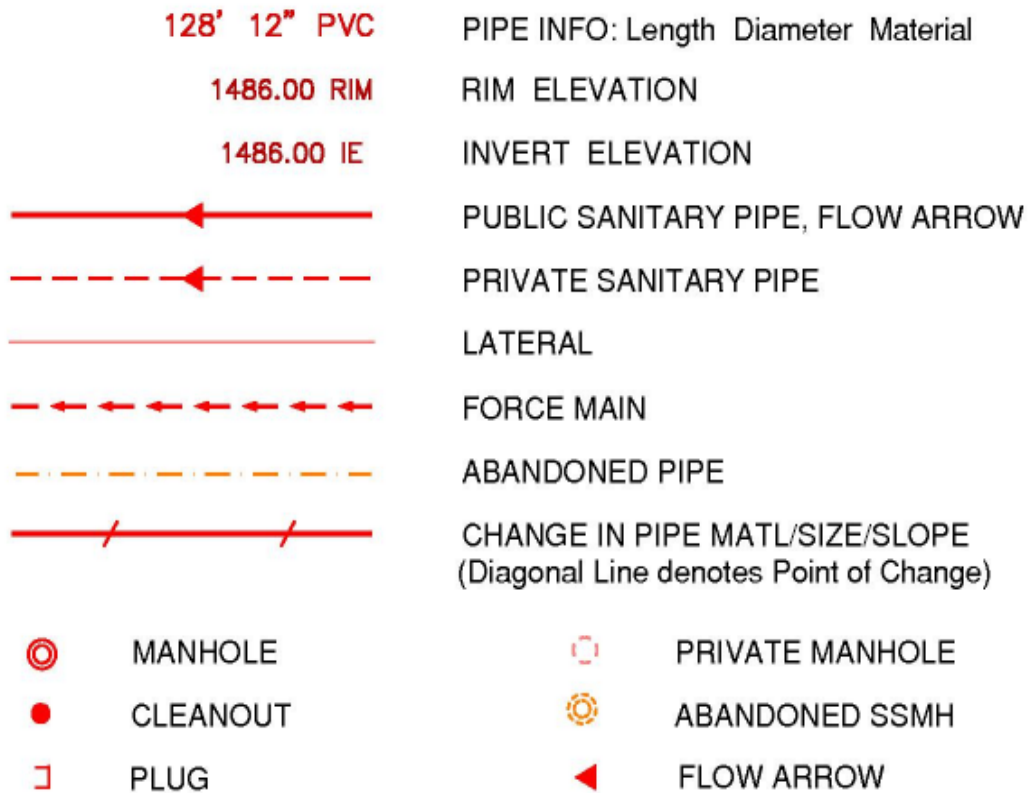 128' 12" PVC PIPE INFO: Length Diameter Material
1486.00 RIM RIM ELEVATION
1486.00 IE INVERT ELEVATION
PUBLIC SANITARY PIPE, FLOW ARROW
PRIVATE SANITARY PIPE
LATERAL
FORCE MAIN
ABANDONED PIPE
CHANGE IN PIPE MATL/SIZE/SLOPE
(Diagonal Line denotes Point of Change)
MANHOLE PRIVATE MANHOLE
CLEANOUT ABANDONED SSMH
PLUG FLOW ARROW